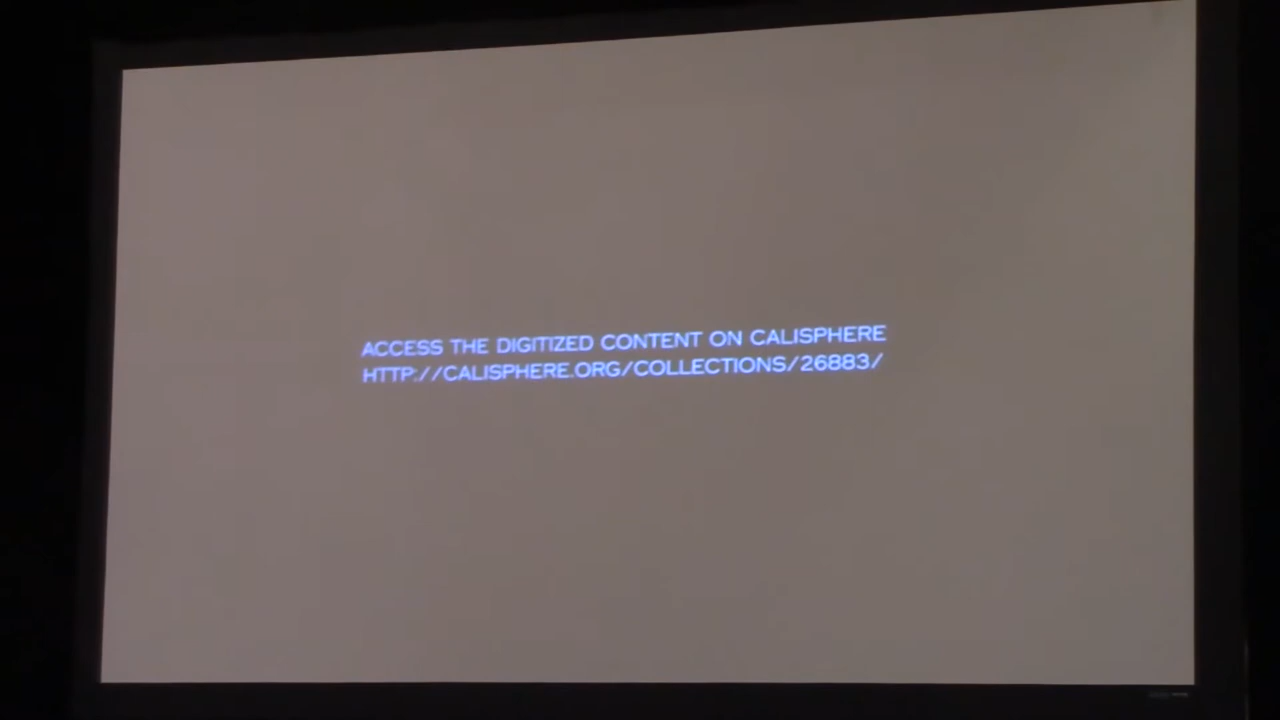 ACCESS THE DIGITIZED CONTENT ON CALISPHERE
HTTP://CALISPHERE.ORG/COLLECTIONS/26883/